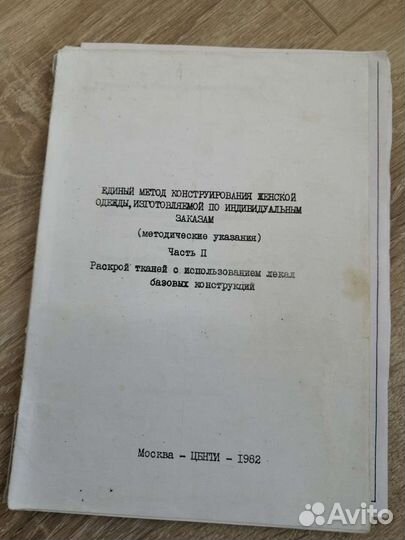 ЕДИНЫЙ МЕТОД КОНСТРУИРОВАНИЯ ЖЕНСКОЙ
ОДЕЖДЫ, ИЗГОТОВЛЯЕМОЙ ПО ИНДИВИДУАЛЬНЫМ
ЗАКАЗАМ
(методические указания)
Часть II
Раскрой тканей с использованием лекал
базовых конструкций
Москва - ЦБНТИ - 1982
Avito